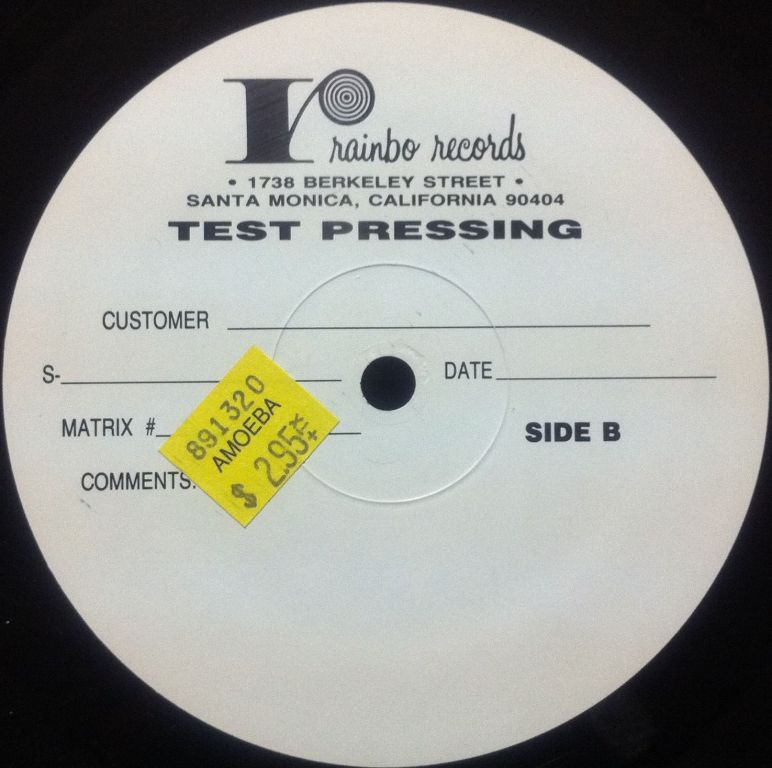 r rainbo records
• 1738 BERKELEY STREET •
SANTA MONICA, CALIFORNIA 90404
TEST PRESSING
CUSTOMER
S-
DATE
MATRIX #
SIDE B
COMMENTS:
891320
AMOEBA
$ 2.95